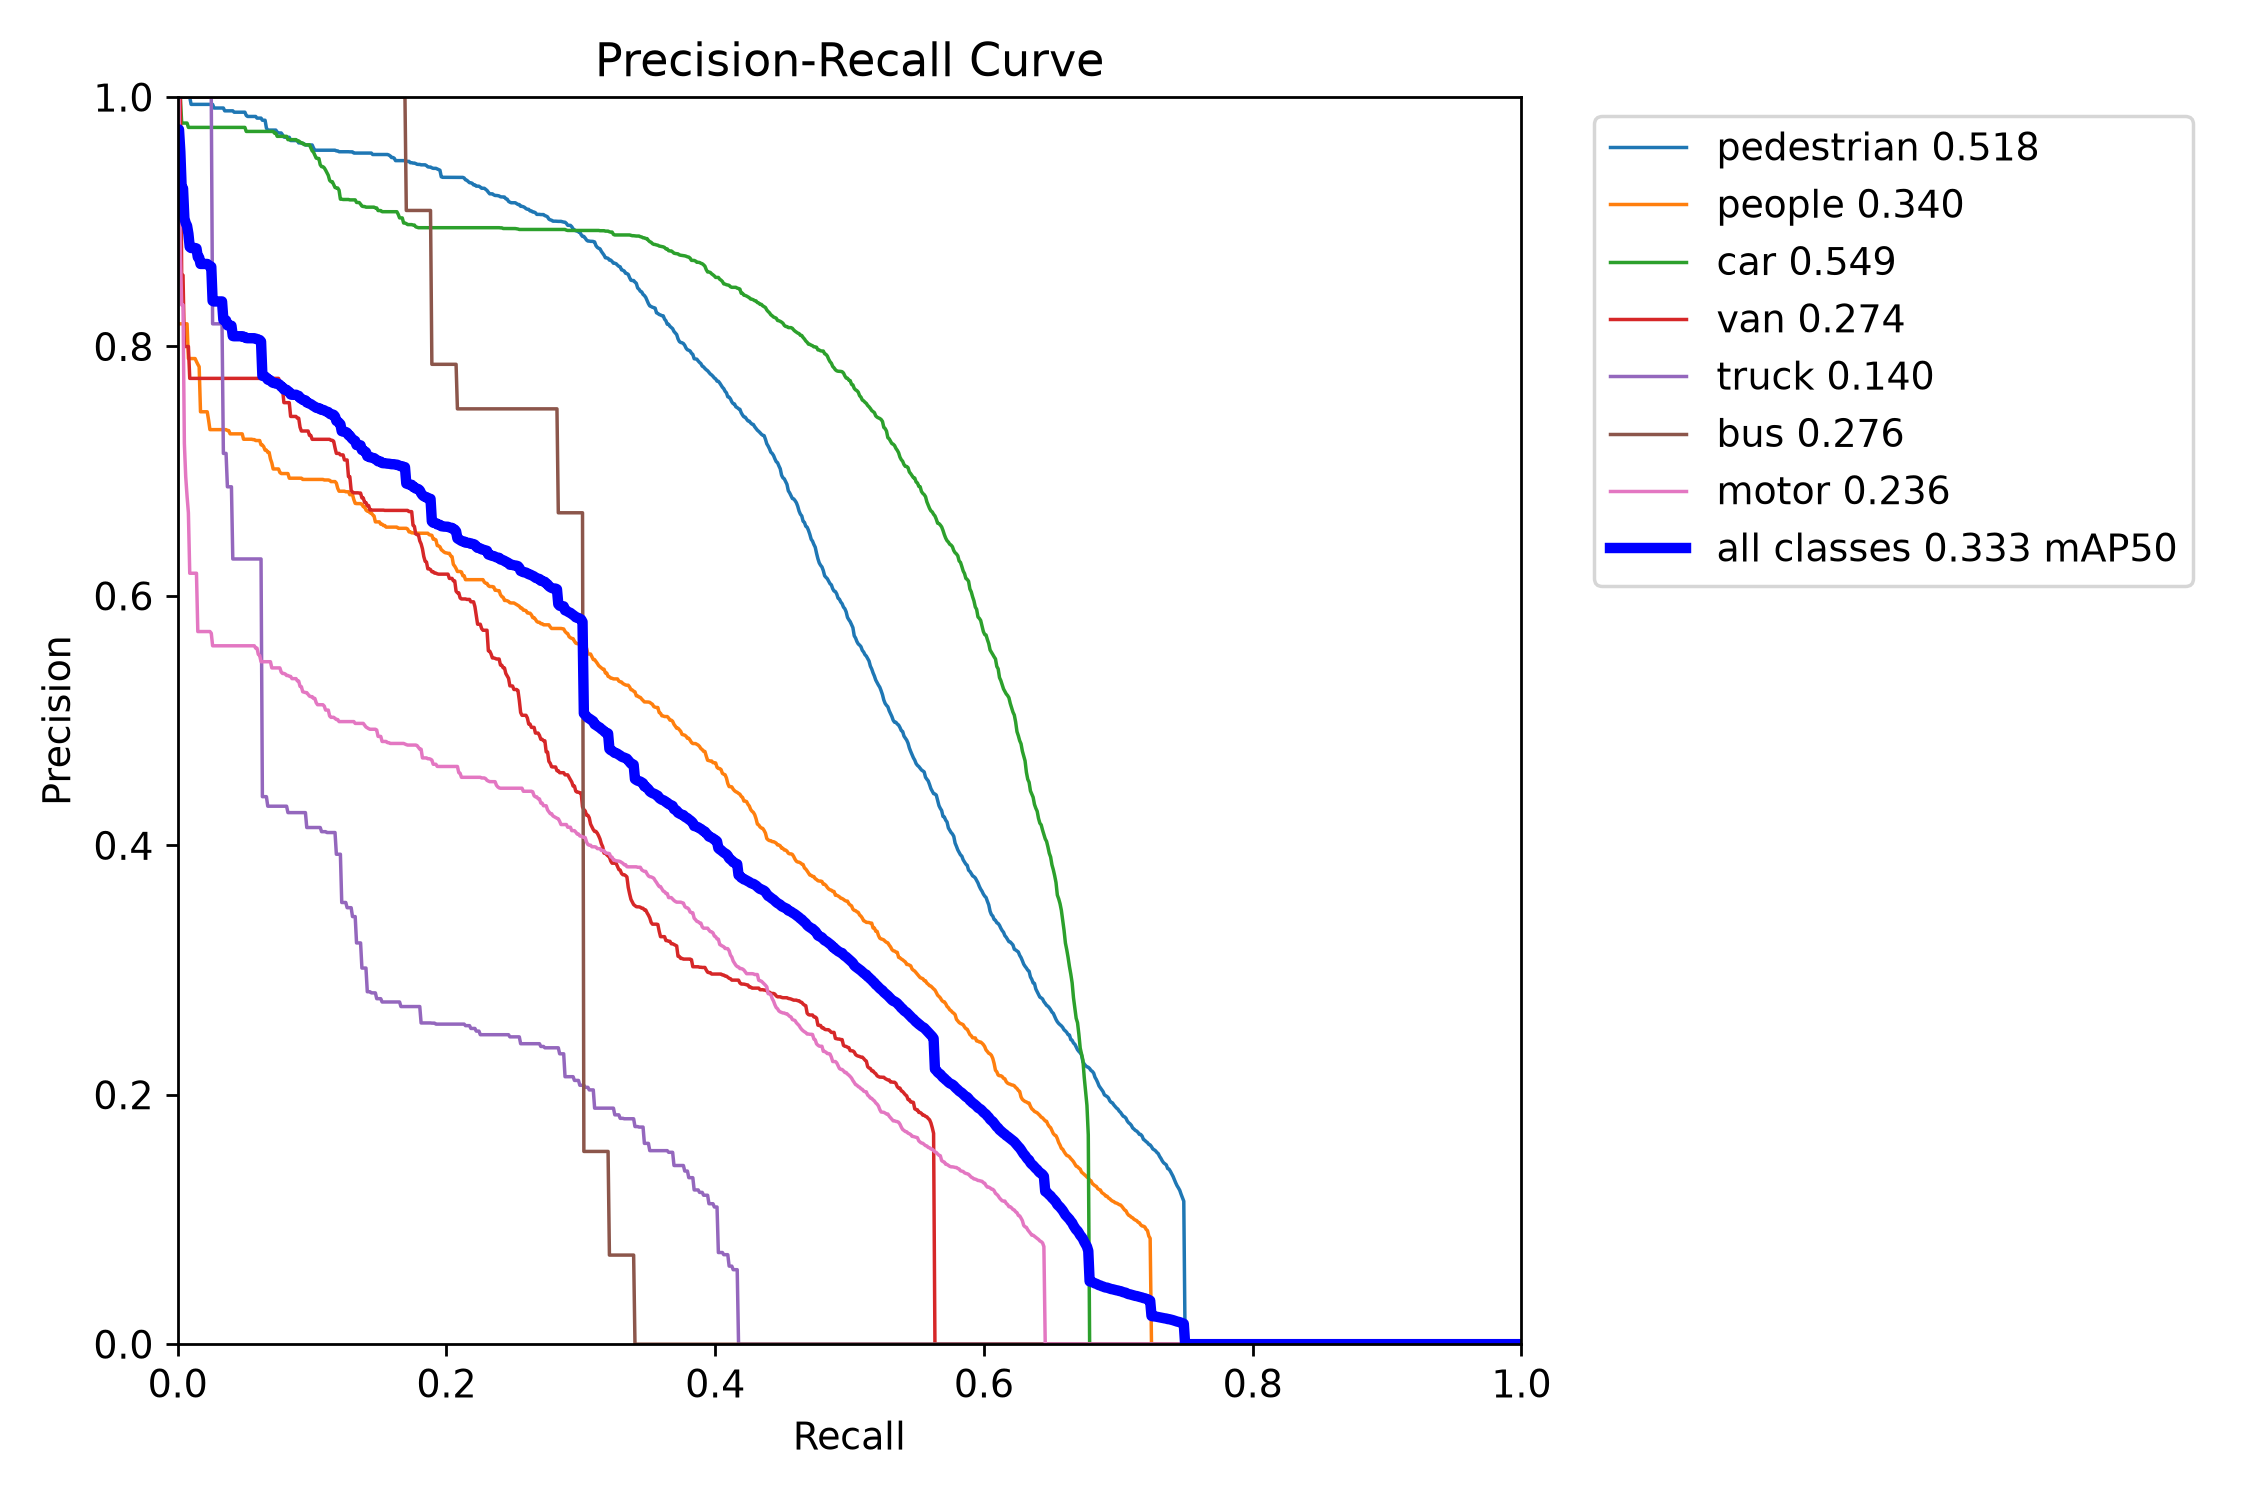 Precision-Recall Curve
1.0
0.8
0.6
0.4
0.2
0.0
Precision
0.0 0.2 0.4 0.6 0.8 1.0
Recall
pedestrian 0.518
people 0.340
car 0.549
van 0.274
truck 0.140
bus 0.276
motor 0.236
all classes 0.333 mAP50